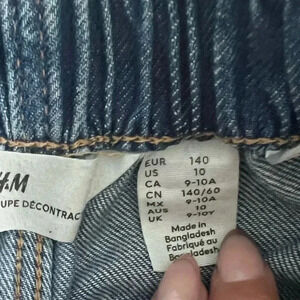 H&M
UPE DÉCONTRAC
EUR 140
US 10
CA 9-10A
CN 140/60
MX 9-10A
AUS 10
UK 9-10Y
Made in
Bangladesh
Fabriqué au
Bangladesh